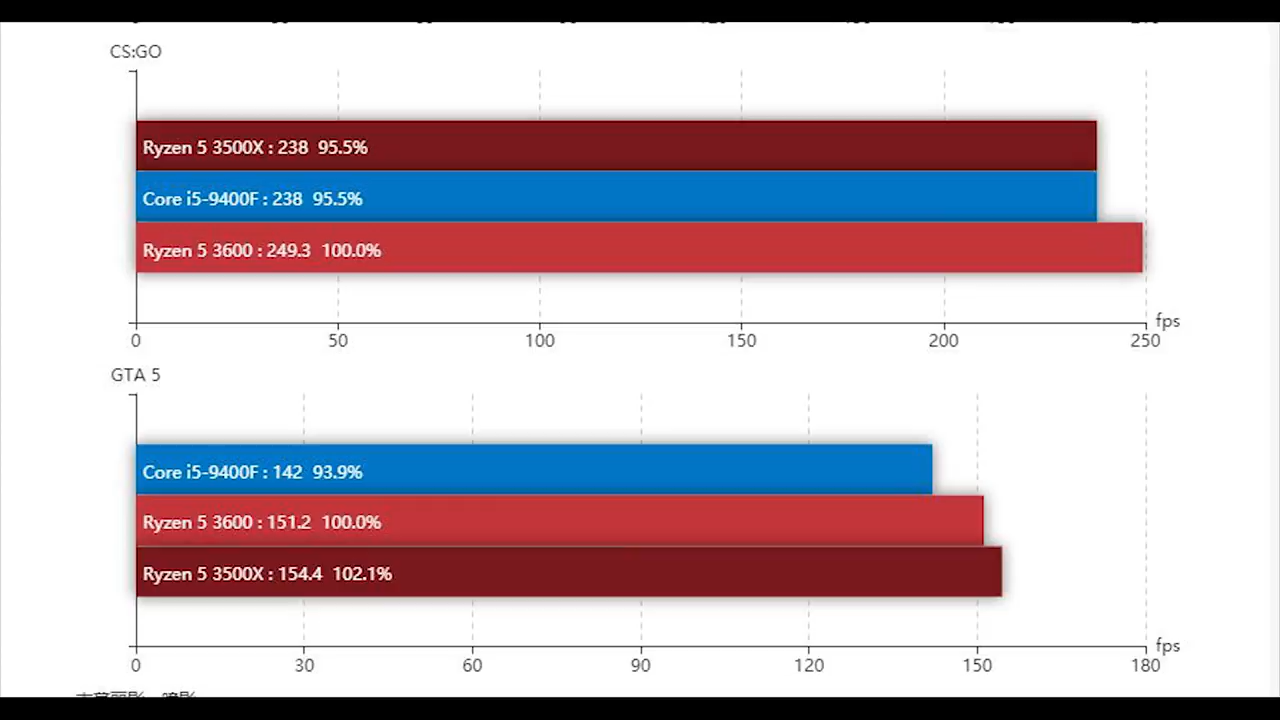 CS:GO
Ryzen 5 3500X : 238 95.5%
Core i5-9400F : 238 95.5%
Ryzen 5 3600 : 249.3 100.0%
fps
0 50 100 150 200 250
GTA 5
Core i5-9400F : 142 93.9%
Ryzen 5 3600 : 151.2 100.0%
Ryzen 5 3500X : 154.4 102.1%
fps
0 30 60 90 120 150 180